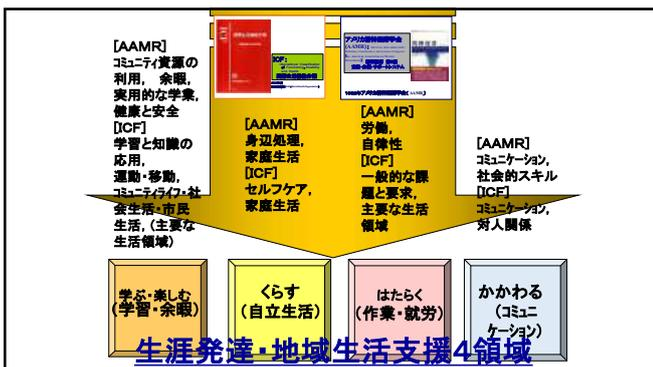 [AAMR]
コミュニティ資源の
利用, 余暇,
実用的な学業,
健康と安全
[ICF]
学習と知識の
応用,
運動・移動,
コミュニティライフ・社
会生活・市民
生活, (主要な
生活領域)
ICF
ICF:
[AAMR]
身辺処理,
家庭生活
[ICF]
セルフケア,
家庭生活
[AAMR]
労働,
自律性
[ICF]
一般的な課
題と要求,
主要な生活
領域
[AAMR]
コミュニケーション,
社会的スキル
[ICF]
コミュニケーション,
対人関係
学ぶ・楽しむ
(学習・余暇)
くらす
(自立生活)
はたらく
(作業・就労)
かかわる
(コミュニ
ケーション)
生涯発達・地域生活支援4領域